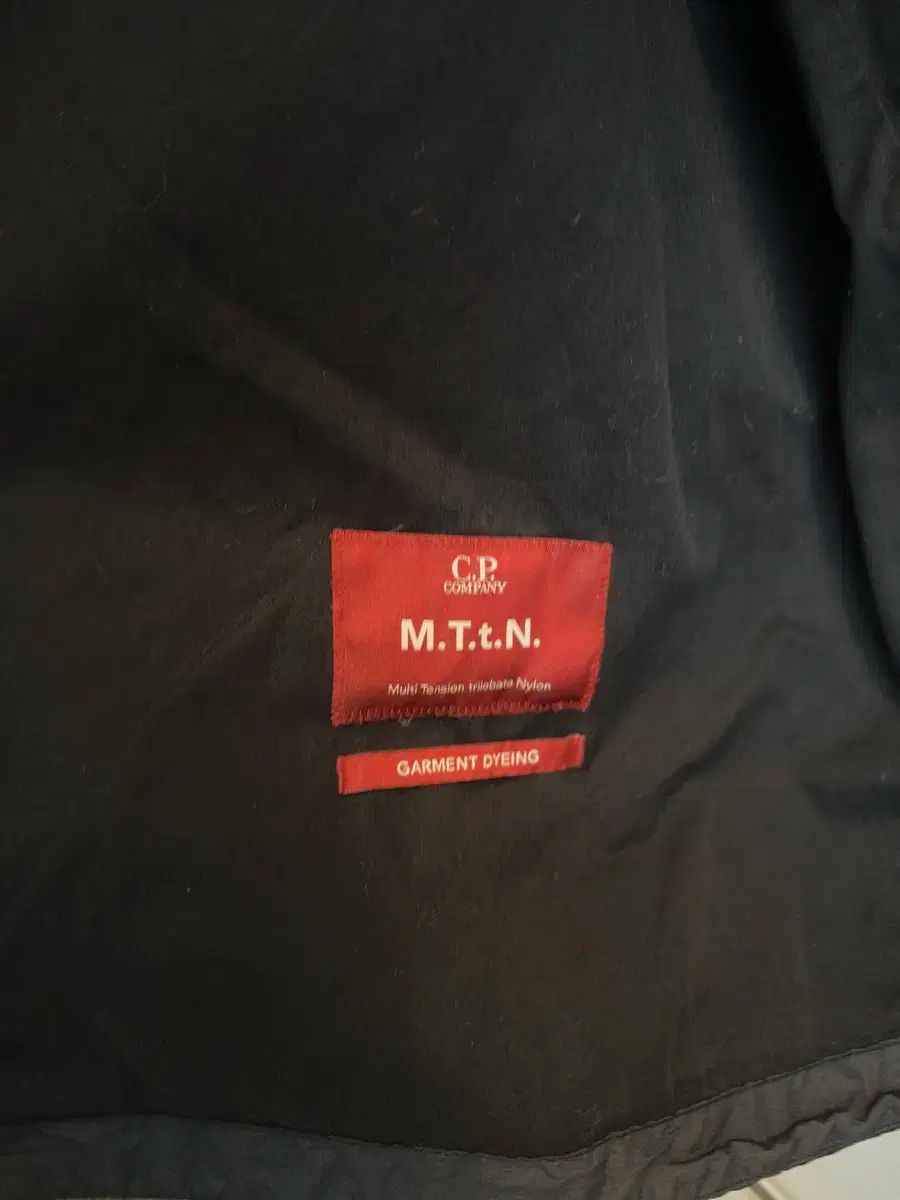 C.P.
COMPANY
M.T.t.N.
Multi Tension trilobate Nylon
GARMENT DYEING